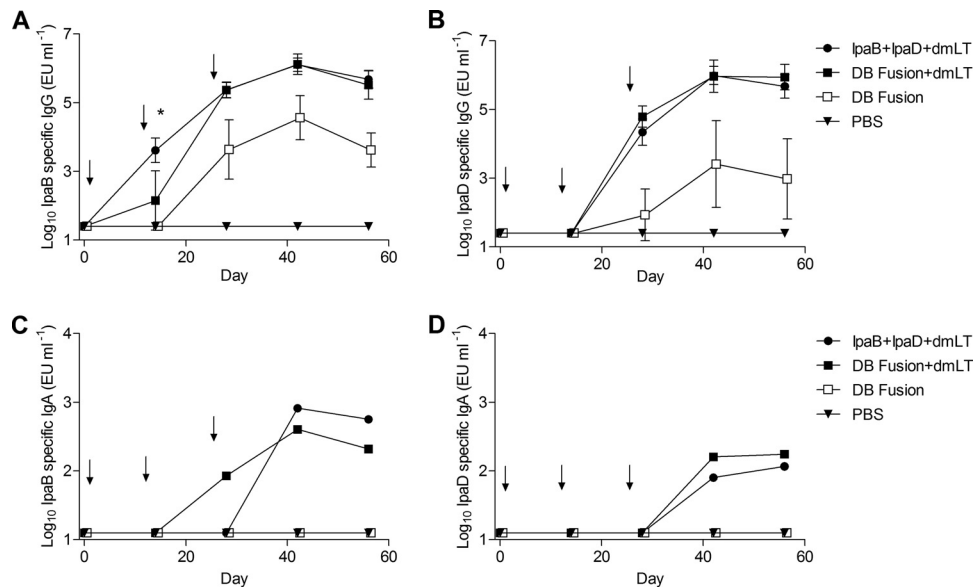 A
Log10 IpaB specific IgG (EU ml⁻¹)
7
5
3
1
*
0
20
40
60
Day
B
Log10 IpaD specific IgG (EU ml⁻¹)
7
5
3
1
0
20
40
60
Day
IpaB+IpaD+dmLT
DB Fusion+dmLT
DB Fusion
PBS
C
Log10 IpaB specific IgA (EU ml⁻¹)
4
3
2
1
0
20
40
60
Day
D
Log10 IpaD specific IgA (EU ml⁻¹)
4
3
2
1
0
20
40
60
Day
IpaB+IpaD+dmLT
DB Fusion+dmLT
DB Fusion
PBS